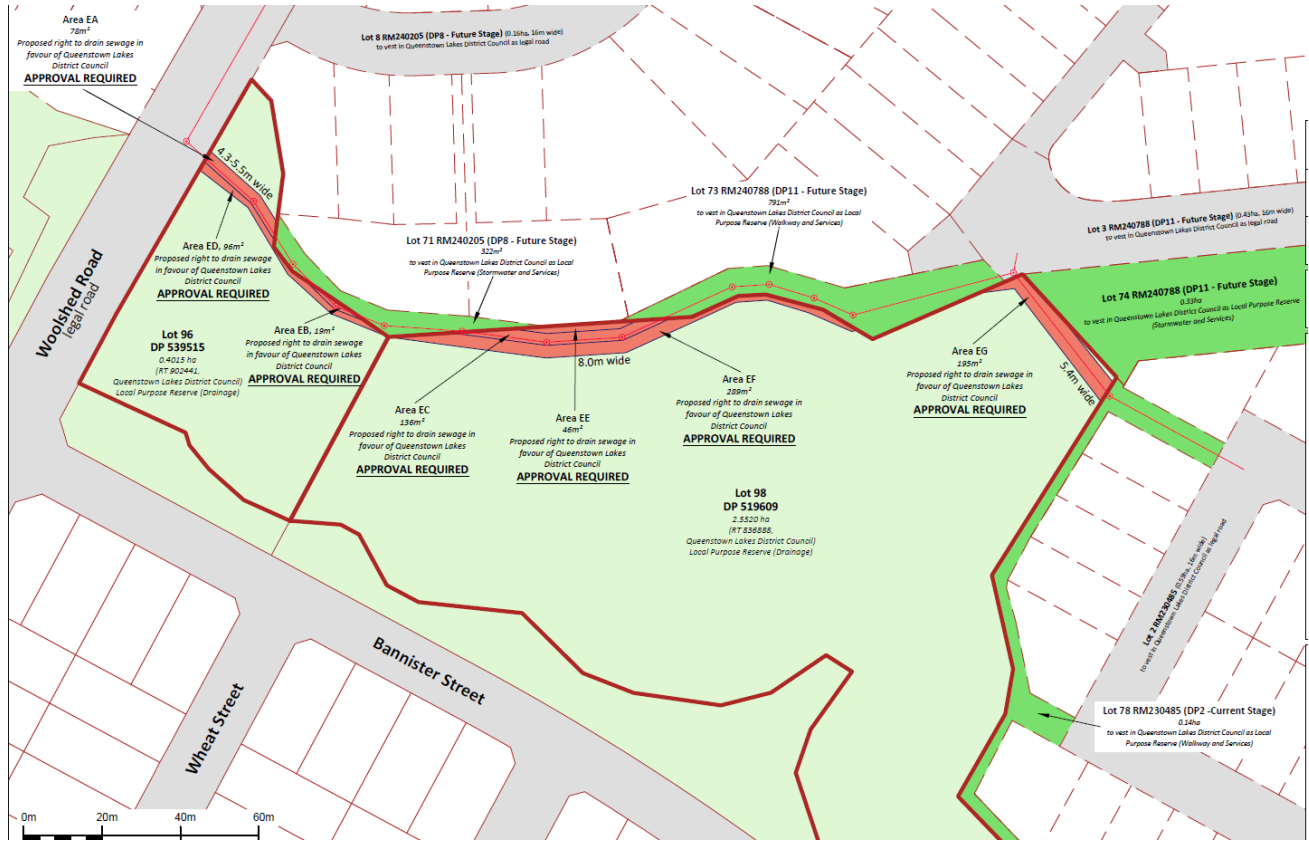 Area EA
78m²
Proposed right to drain sewage in
favour of Queenstown Lakes
District Council
APPROVAL REQUIRED
Lot 8 RM240205 (DP8 - Future Stage) (0.16ha, 16m wide)
to vest in Queenstown Lakes District Council as legal road
4.3-5.5m wide
Lot 73 RM240788 (DP11 - Future Stage)
791m²
to vest in Queenstown Lakes District Council as Local
Purpose Reserve (Walkway and Services)
Lot 3 RM240788 (DP11 - Future Stage) (0.43ha, 16m wide)
to vest in Queenstown Lakes District Council as legal road
Area ED, 96m²
Proposed right to drain sewage
in favour of Queenstown Lakes
District Council
APPROVAL REQUIRED
Lot 71 RM240205 (DP8 - Future Stage)
322m²
to vest in Queenstown Lakes District Council as Local
Purpose Reserve (Stormwater and Services)
Lot 74 RM240788 (DP11 - Future Stage)
0.33ha
to vest in Queenstown Lakes District Council as Local Purpose Reserve
(Stormwater and Services)
Woolshed Road
legal road
Lot 96
DP 539515
0.4015 ha
(RT 902441,
Queenstown Lakes District Council)
Local Purpose Reserve (Drainage)
Area EB, 19m²
Proposed right to drain sewage
in favour of Queenstown Lakes
District Council
APPROVAL REQUIRED
8.0m wide
Area EG
195m²
Proposed right to drain sewage in
favour of Queenstown Lakes
District Council
APPROVAL REQUIRED
5.4m wide
Area EC
136m²
Proposed right to drain sewage in
favour of Queenstown Lakes
District Council
APPROVAL REQUIRED
Area EE
46m²
Proposed right to drain sewage in
favour of Queenstown Lakes
District Council
APPROVAL REQUIRED
Area EF
289m²
Proposed right to drain sewage in
favour of Queenstown Lakes
District Council
APPROVAL REQUIRED
Lot 98
DP 519609
2.5520 ha
(RT 836888,
Queenstown Lakes District Council)
Local Purpose Reserve (Drainage)
Lot 2 RM230485 (0.59ha, 16m wide)
to vest in Queenstown Lakes District Council as legal road
Bannister Street
Wheat Street
Lot 78 RM230485 (DP2 -Current Stage)
0.14ha
to vest in Queenstown Lakes District Council as Local
Purpose Reserve (Walkway and Services)
0m
20m
40m
60m